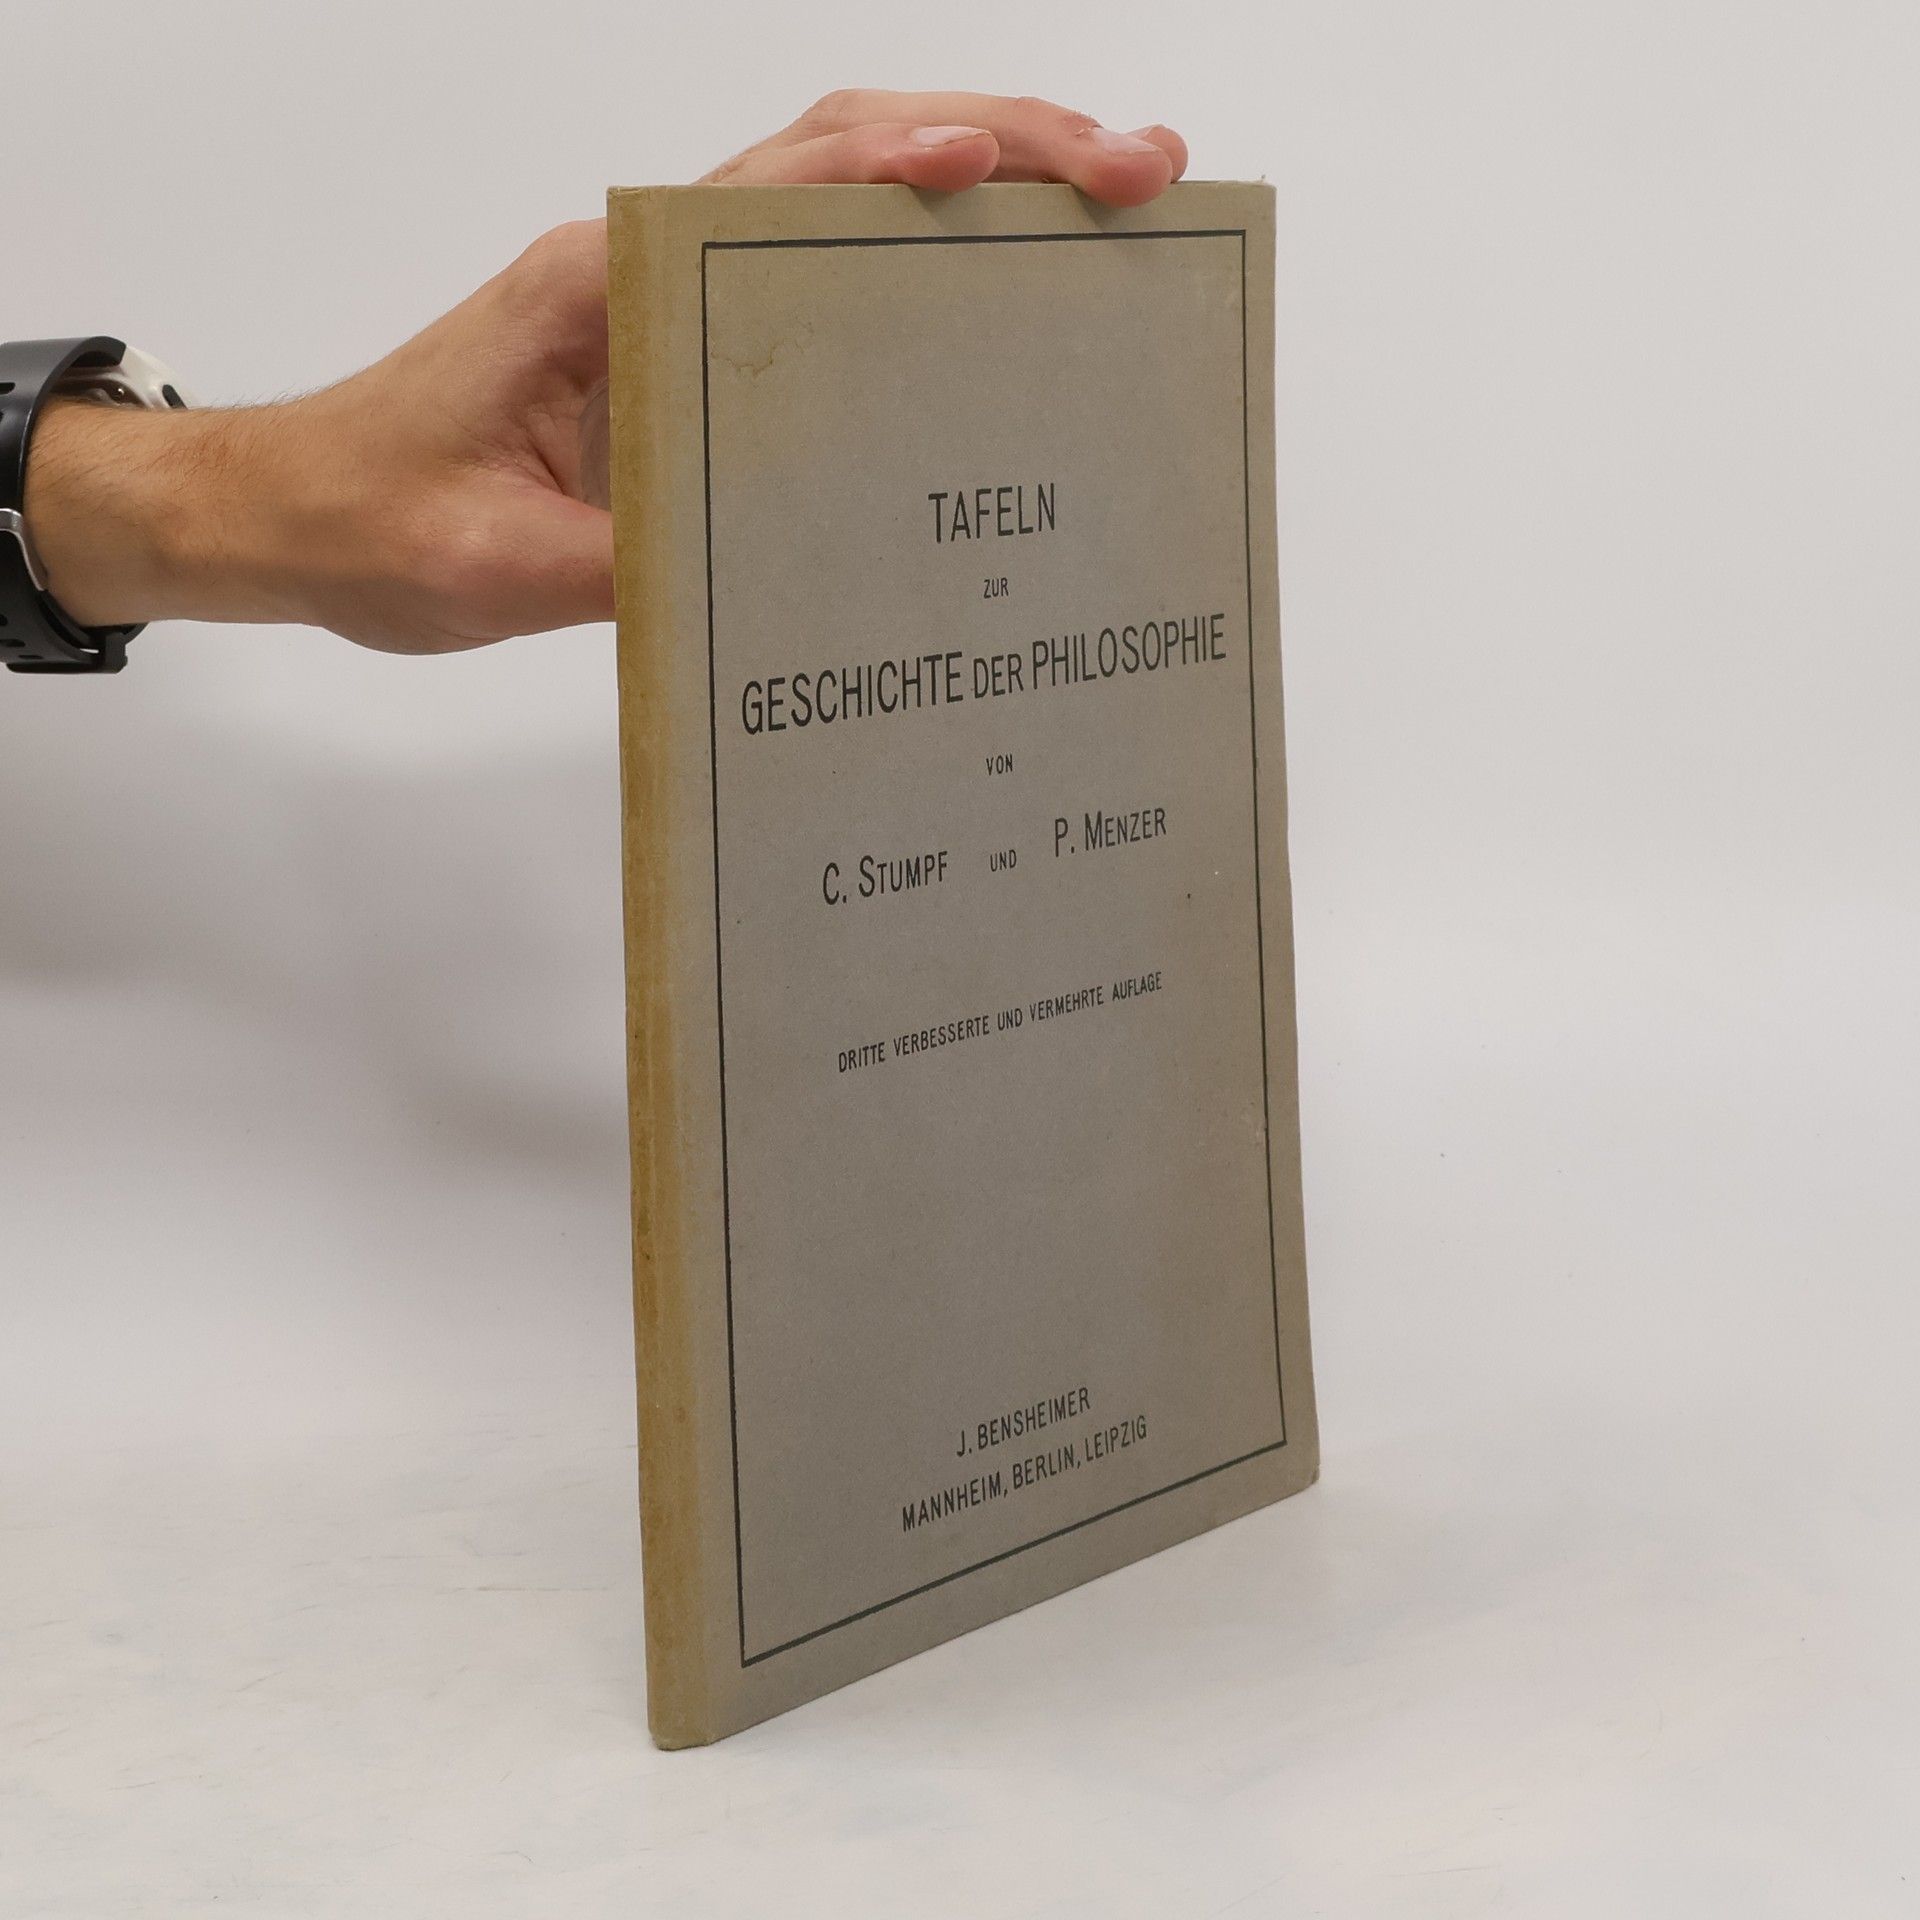 TAFELN
ZUR
GESCHICHTE DER PHILOSOPHIE
VON
C. STUMPF UND P. MENZER
DRITTE VERBESSERTE UND VERMEHRTE AUFLAGE
J. BENSHEIMER
MANNHEIM, BERLIN, LEIPZIG